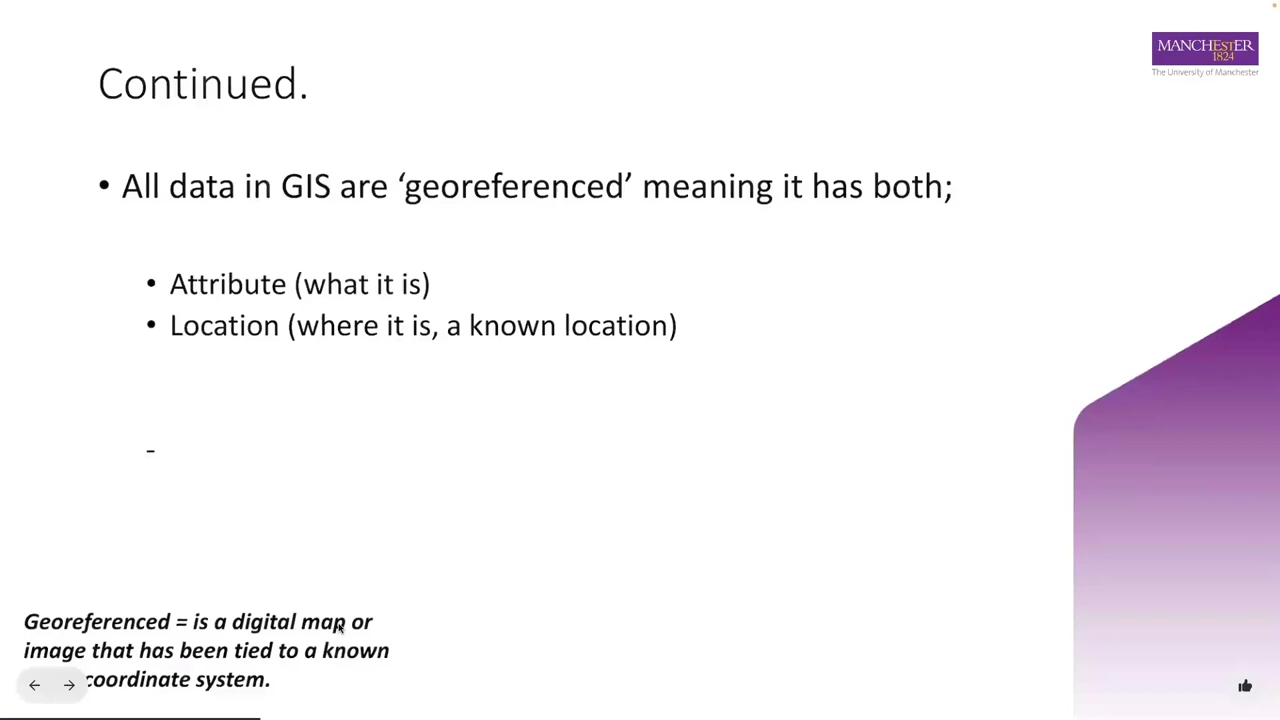 MANCHESTER
1824
The University of Manchester
Continued.
• All data in GIS are ‘georeferenced’ meaning it has both;
• Attribute (what it is)
• Location (where it is, a known location)
-
Georeferenced = is a digital map or
image that has been tied to a known
coordinate system.